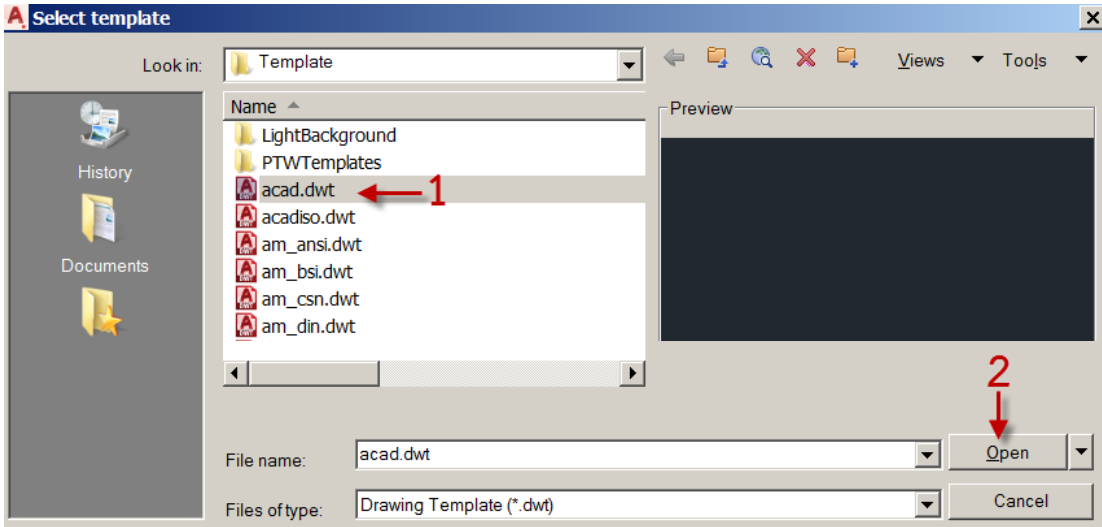 Select template
Look in:
Template
Views
Tools
Name
Preview
LightBackground
PTWTemplates
acad.dwt
1
acadiso.dwt
am_ansi.dwt
am_bsi.dwt
am_csn.dwt
am_din.dwt
History
Documents
2
File name:
acad.dwt
Open
Files of type:
Drawing Template (*.dwt)
Cancel